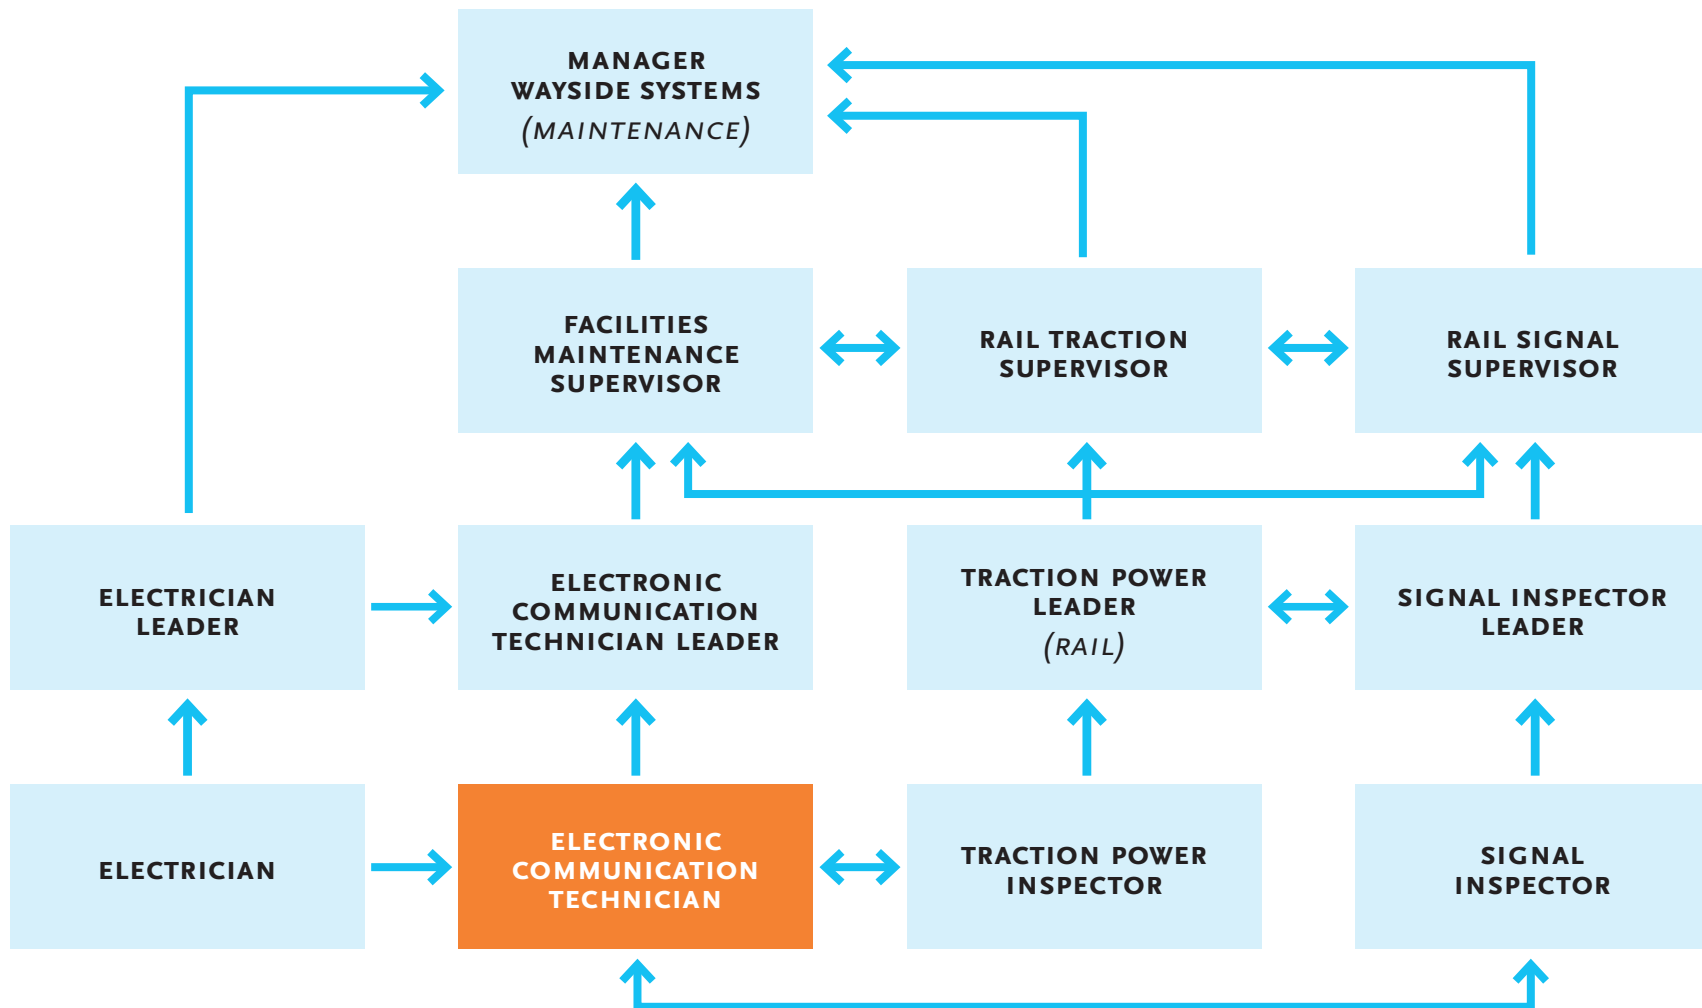 MANAGER
WAYSIDE SYSTEMS
(MAINTENANCE)
FACILITIES
MAINTENANCE
SUPERVISOR
RAIL TRACTION
SUPERVISOR
RAIL SIGNAL
SUPERVISOR
ELECTRICIAN
LEADER
ELECTRONIC
COMMUNICATION
TECHNICIAN LEADER
TRACTION POWER
LEADER
(RAIL)
SIGNAL INSPECTOR
LEADER
ELECTRICIAN
ELECTRONIC
COMMUNICATION
TECHNICIAN
TRACTION POWER
INSPECTOR
SIGNAL
INSPECTOR